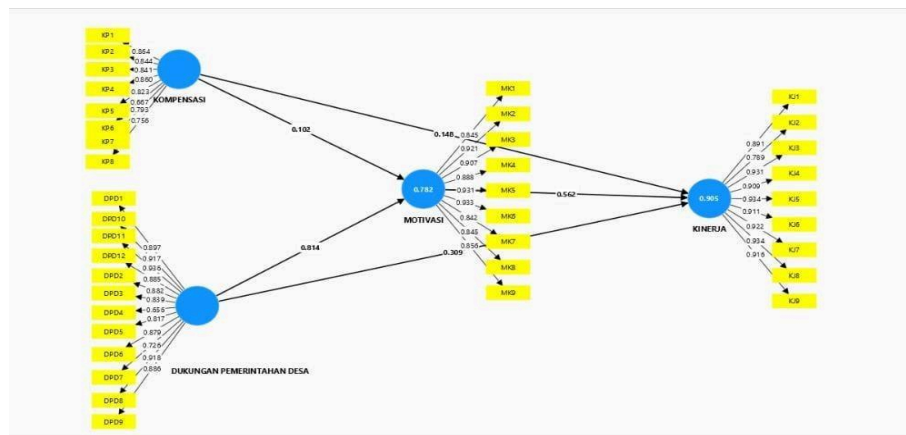 KP1
KP2
KP3
KP4
KP5
KP6
KP7
KP8
0.854
0.844
0.841
0.860
0.823
0.667
0.793
0.756
KOMPENSASI
0.102
0.148
DPD1
DPD10
DPD11
DPD12
DPD2
DPD3
DPD4
DPD5
DPD6
DPD7
DPD8
DPD9
0.897
0.917
0.935
0.885
0.882
0.839
0.817
0.879
0.726
0.918
0.886
DUKUNGAN PEMERINTAHAN DESA
0.814
0.309
0.782
MOTIVASI
0.845
0.921
0.907
0.888
0.931
0.933
0.842
0.848
0.856
MK1
MK2
MK3
MK4
MK5
MK6
MK7
MK8
MK9
0.562
0.905
KINERJA
0.891
0.789
0.931
0.909
0.934
0.911
0.922
0.934
0.916
KJ1
KJ2
KJ3
KJ4
KJ5
KJ6
KJ7
KJ8
KJ9